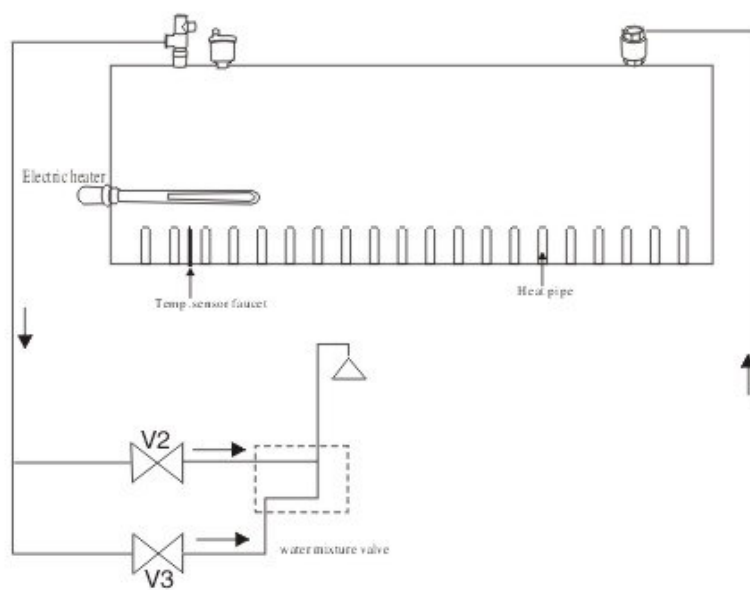 Electric heater
Temp.sensor faucet
Heat pipe
V2
water mixture valve
V3